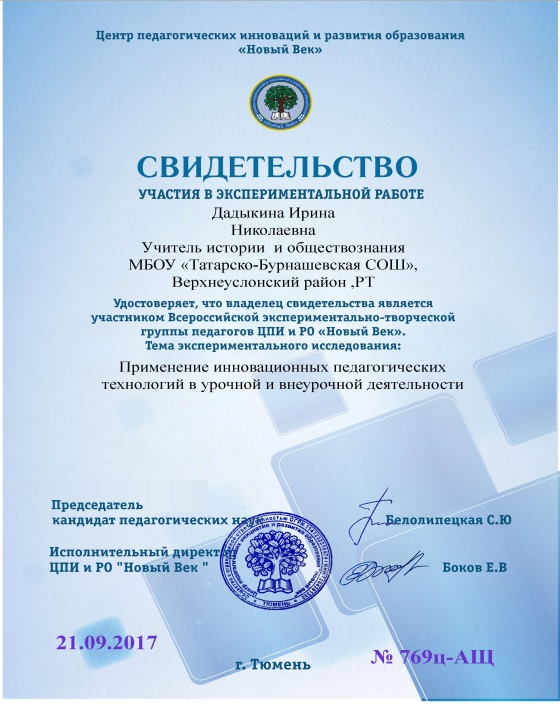 Центр педагогических инноваций и развития образования
«Новый Век»
СВИДЕТЕЛЬСТВО
УЧАСТИЯ В ЭКСПЕРИМЕНТАЛЬНОЙ РАБОТЕ
Дадыкина Ирина
Николаевна
Учитель истории и обществознания
МБОУ «Татарско-Бурнашевская СОШ»,
Верхнеуслонский район ,РТ
Удостоверяет, что владелец свидетельства является
участником Всероссийской экспериментально-творческой
группы педагогов ЦПИ и РО «Новый Век».
Тема экспериментального исследования:
Применение инновационных педагогических
технологий в урочной и внеурочной деятельности
Председатель
кандидат педагогических наук
Белолипецкая С.Ю
Исполнительный директор
ЦПИ и РО "Новый Век "
Боков Е.В
21.09.2017
г. Тюмень
№ 769ц-АЩ